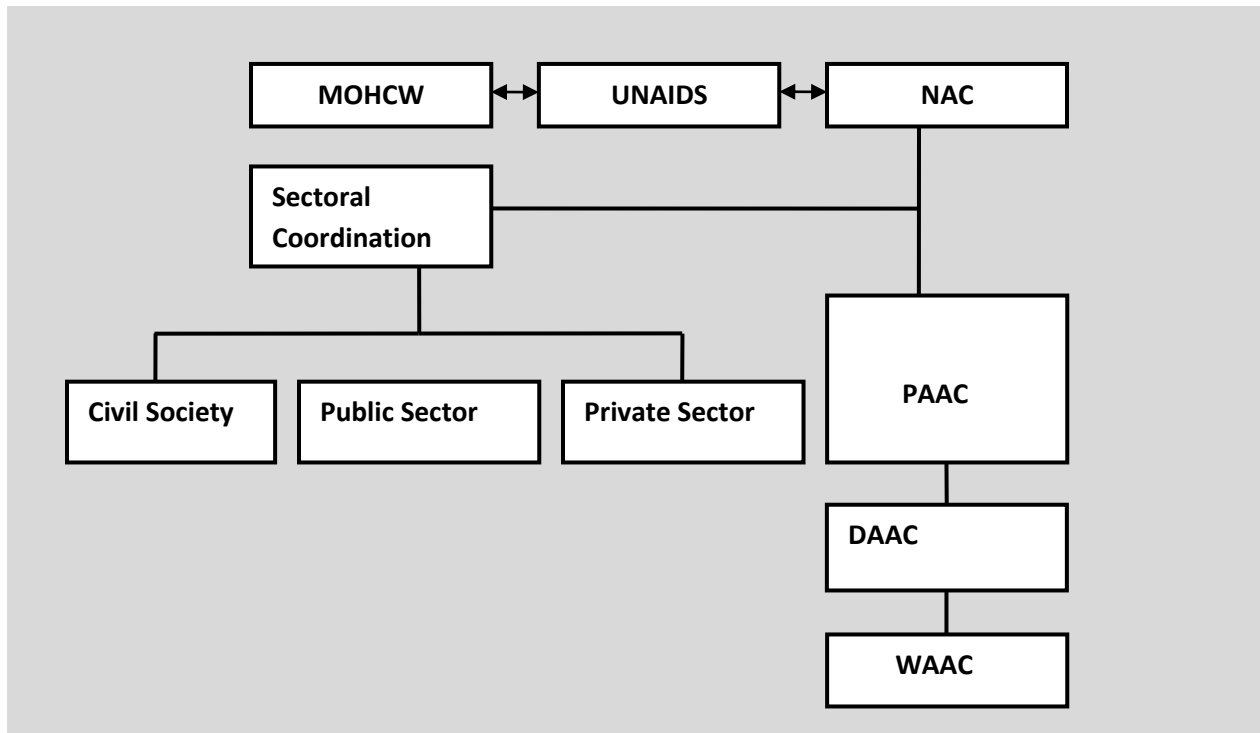 MOHCW
UNAIDS
NAC
Sectoral
Coordination
Civil Society
Public Sector
Private Sector
PAAC
DAAC
WAAC